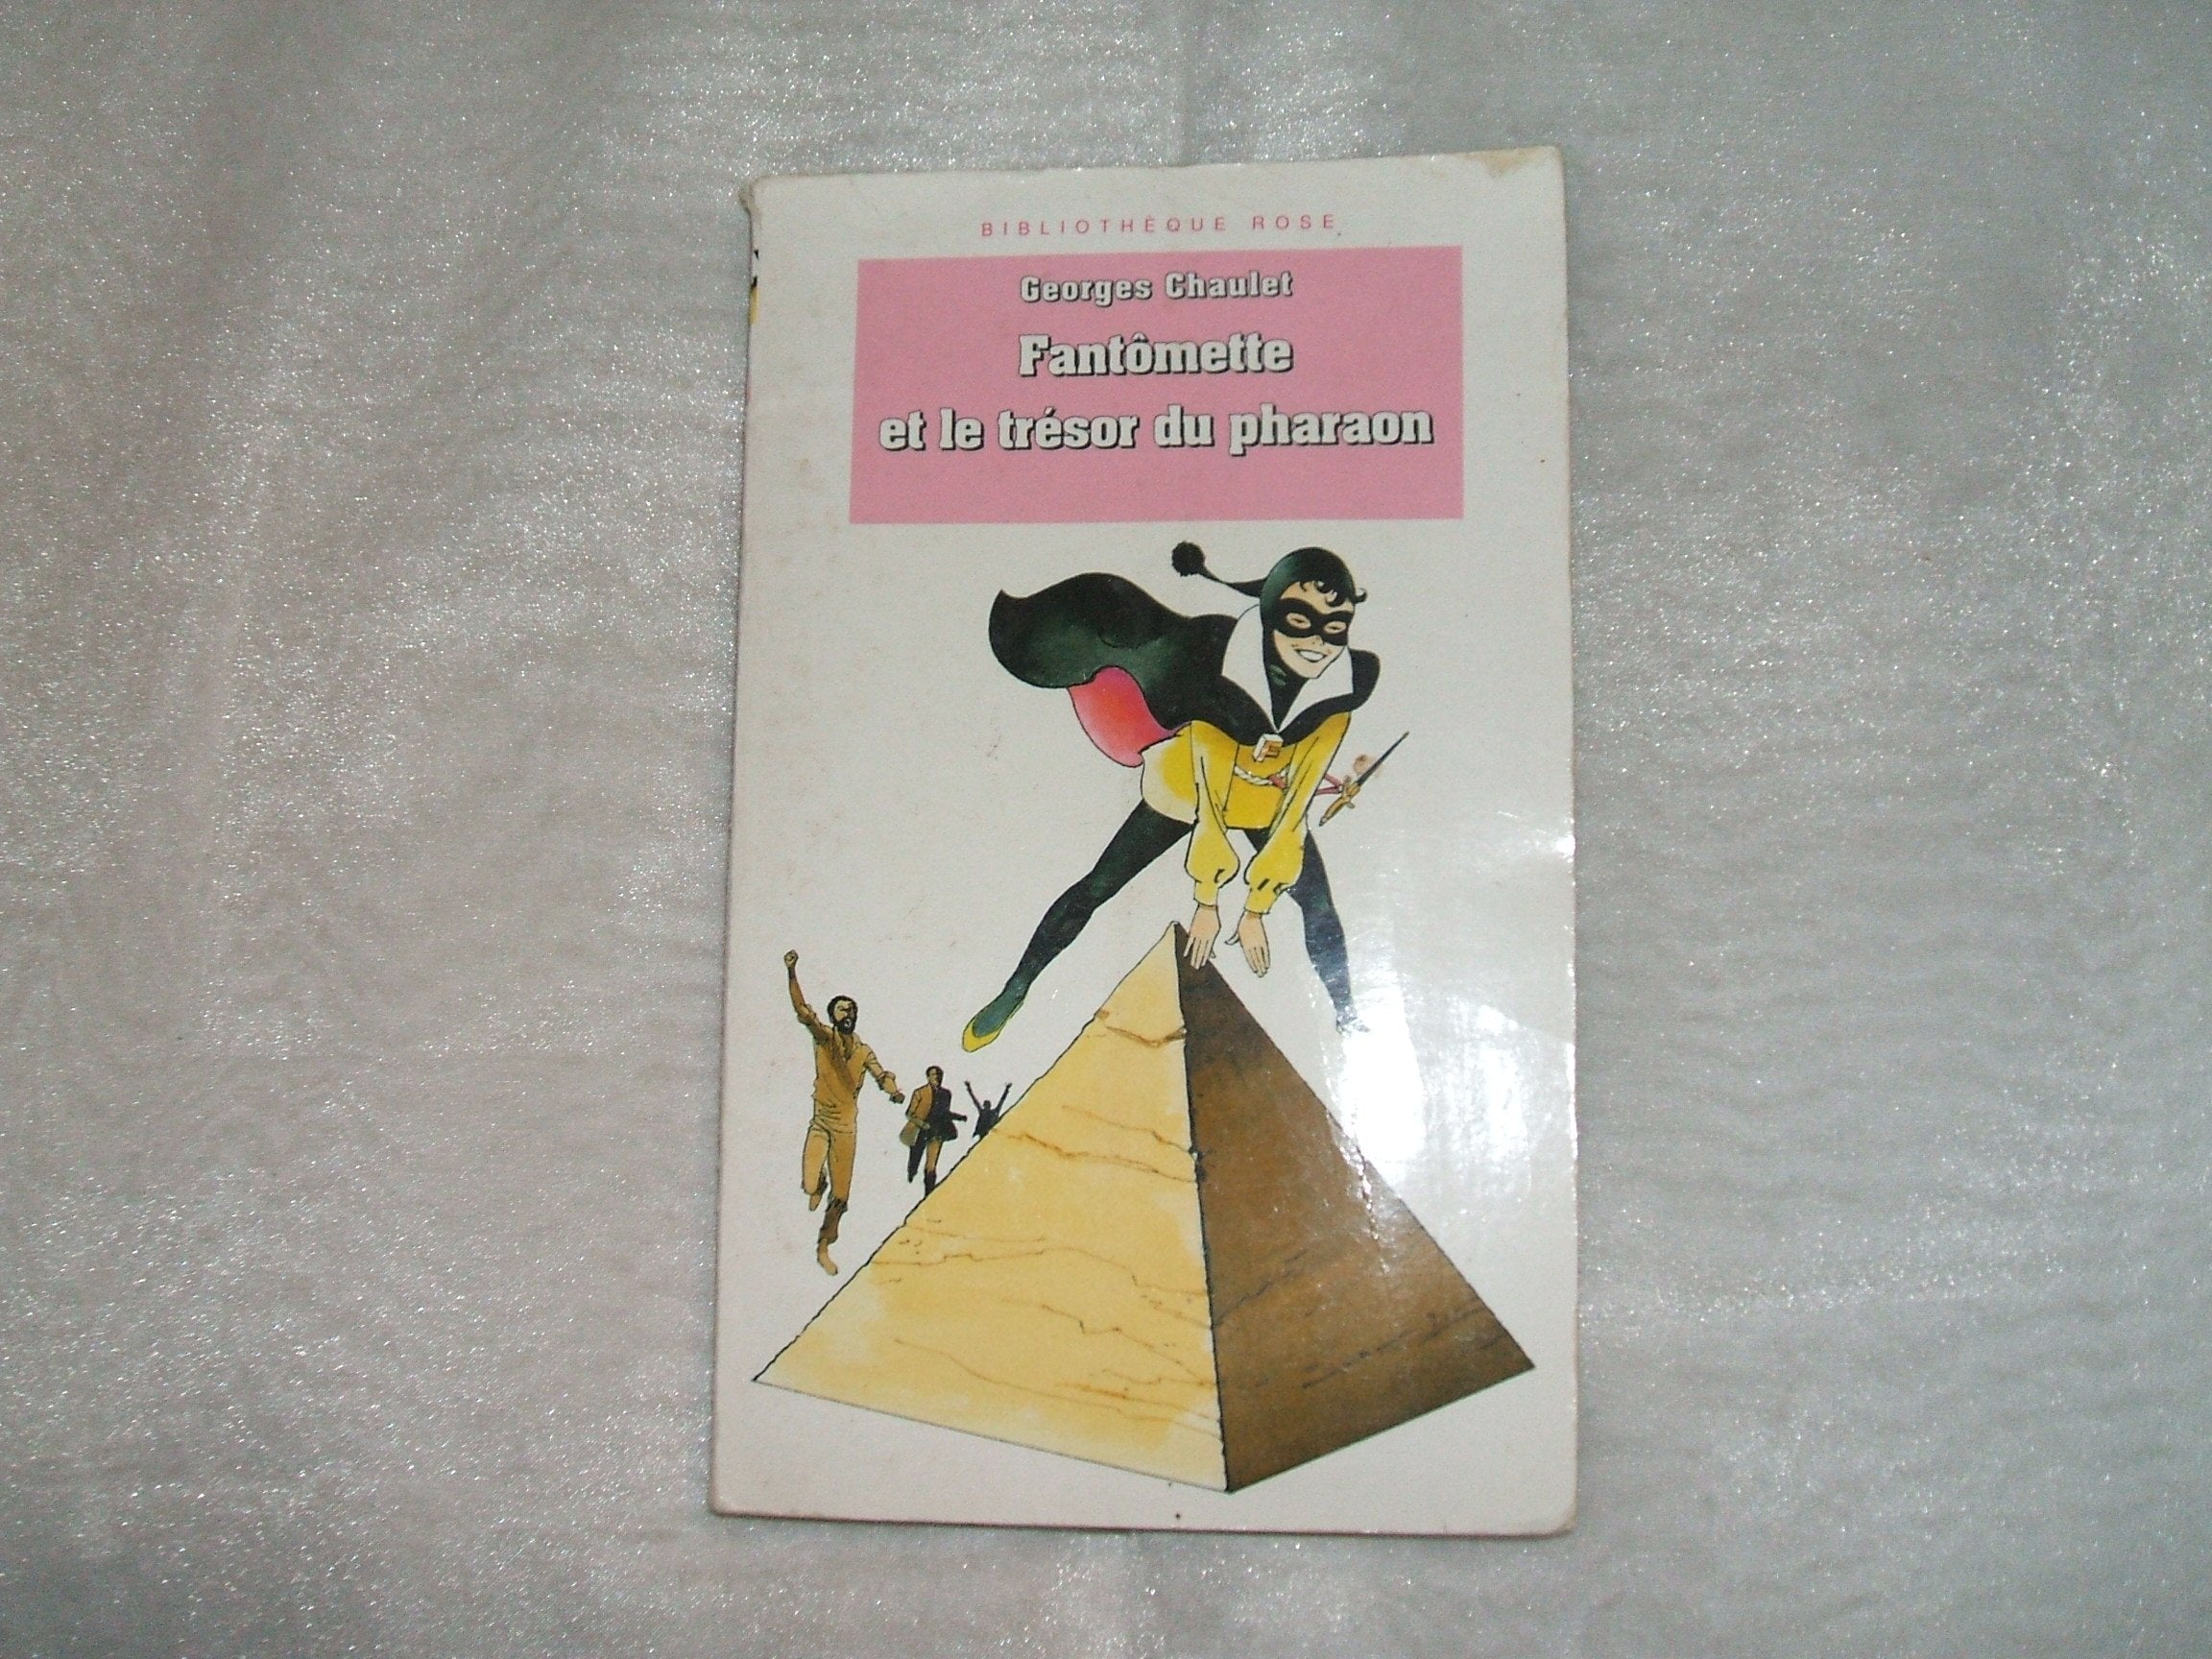 BIBLIOTHÈQUE ROSE
Georges Chaulet
Fantômette
et le trésor du pharaon
F